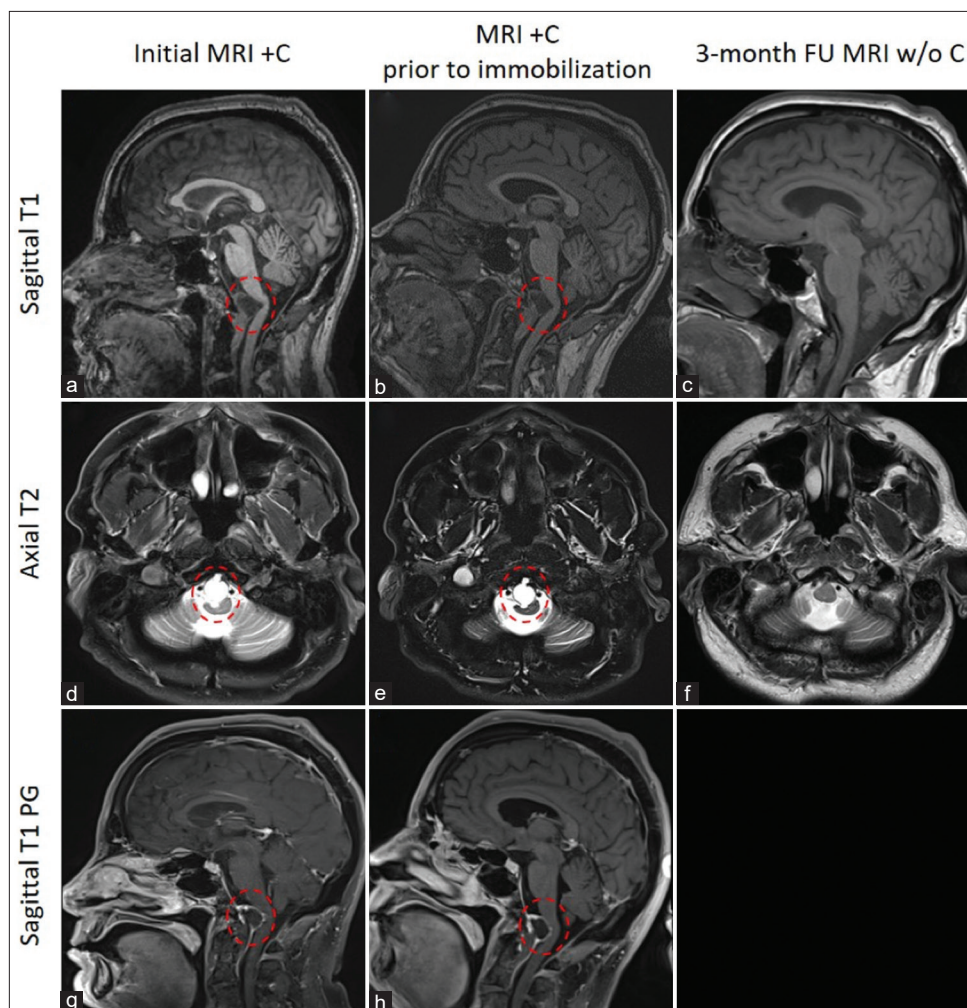 Initial MRI +C
MRI +C
prior to immobilization
3-month FU MRI w/o C
Sagittal T1
a
b
c
Axial T2
d
e
f
Sagittal T1 PG
g
h